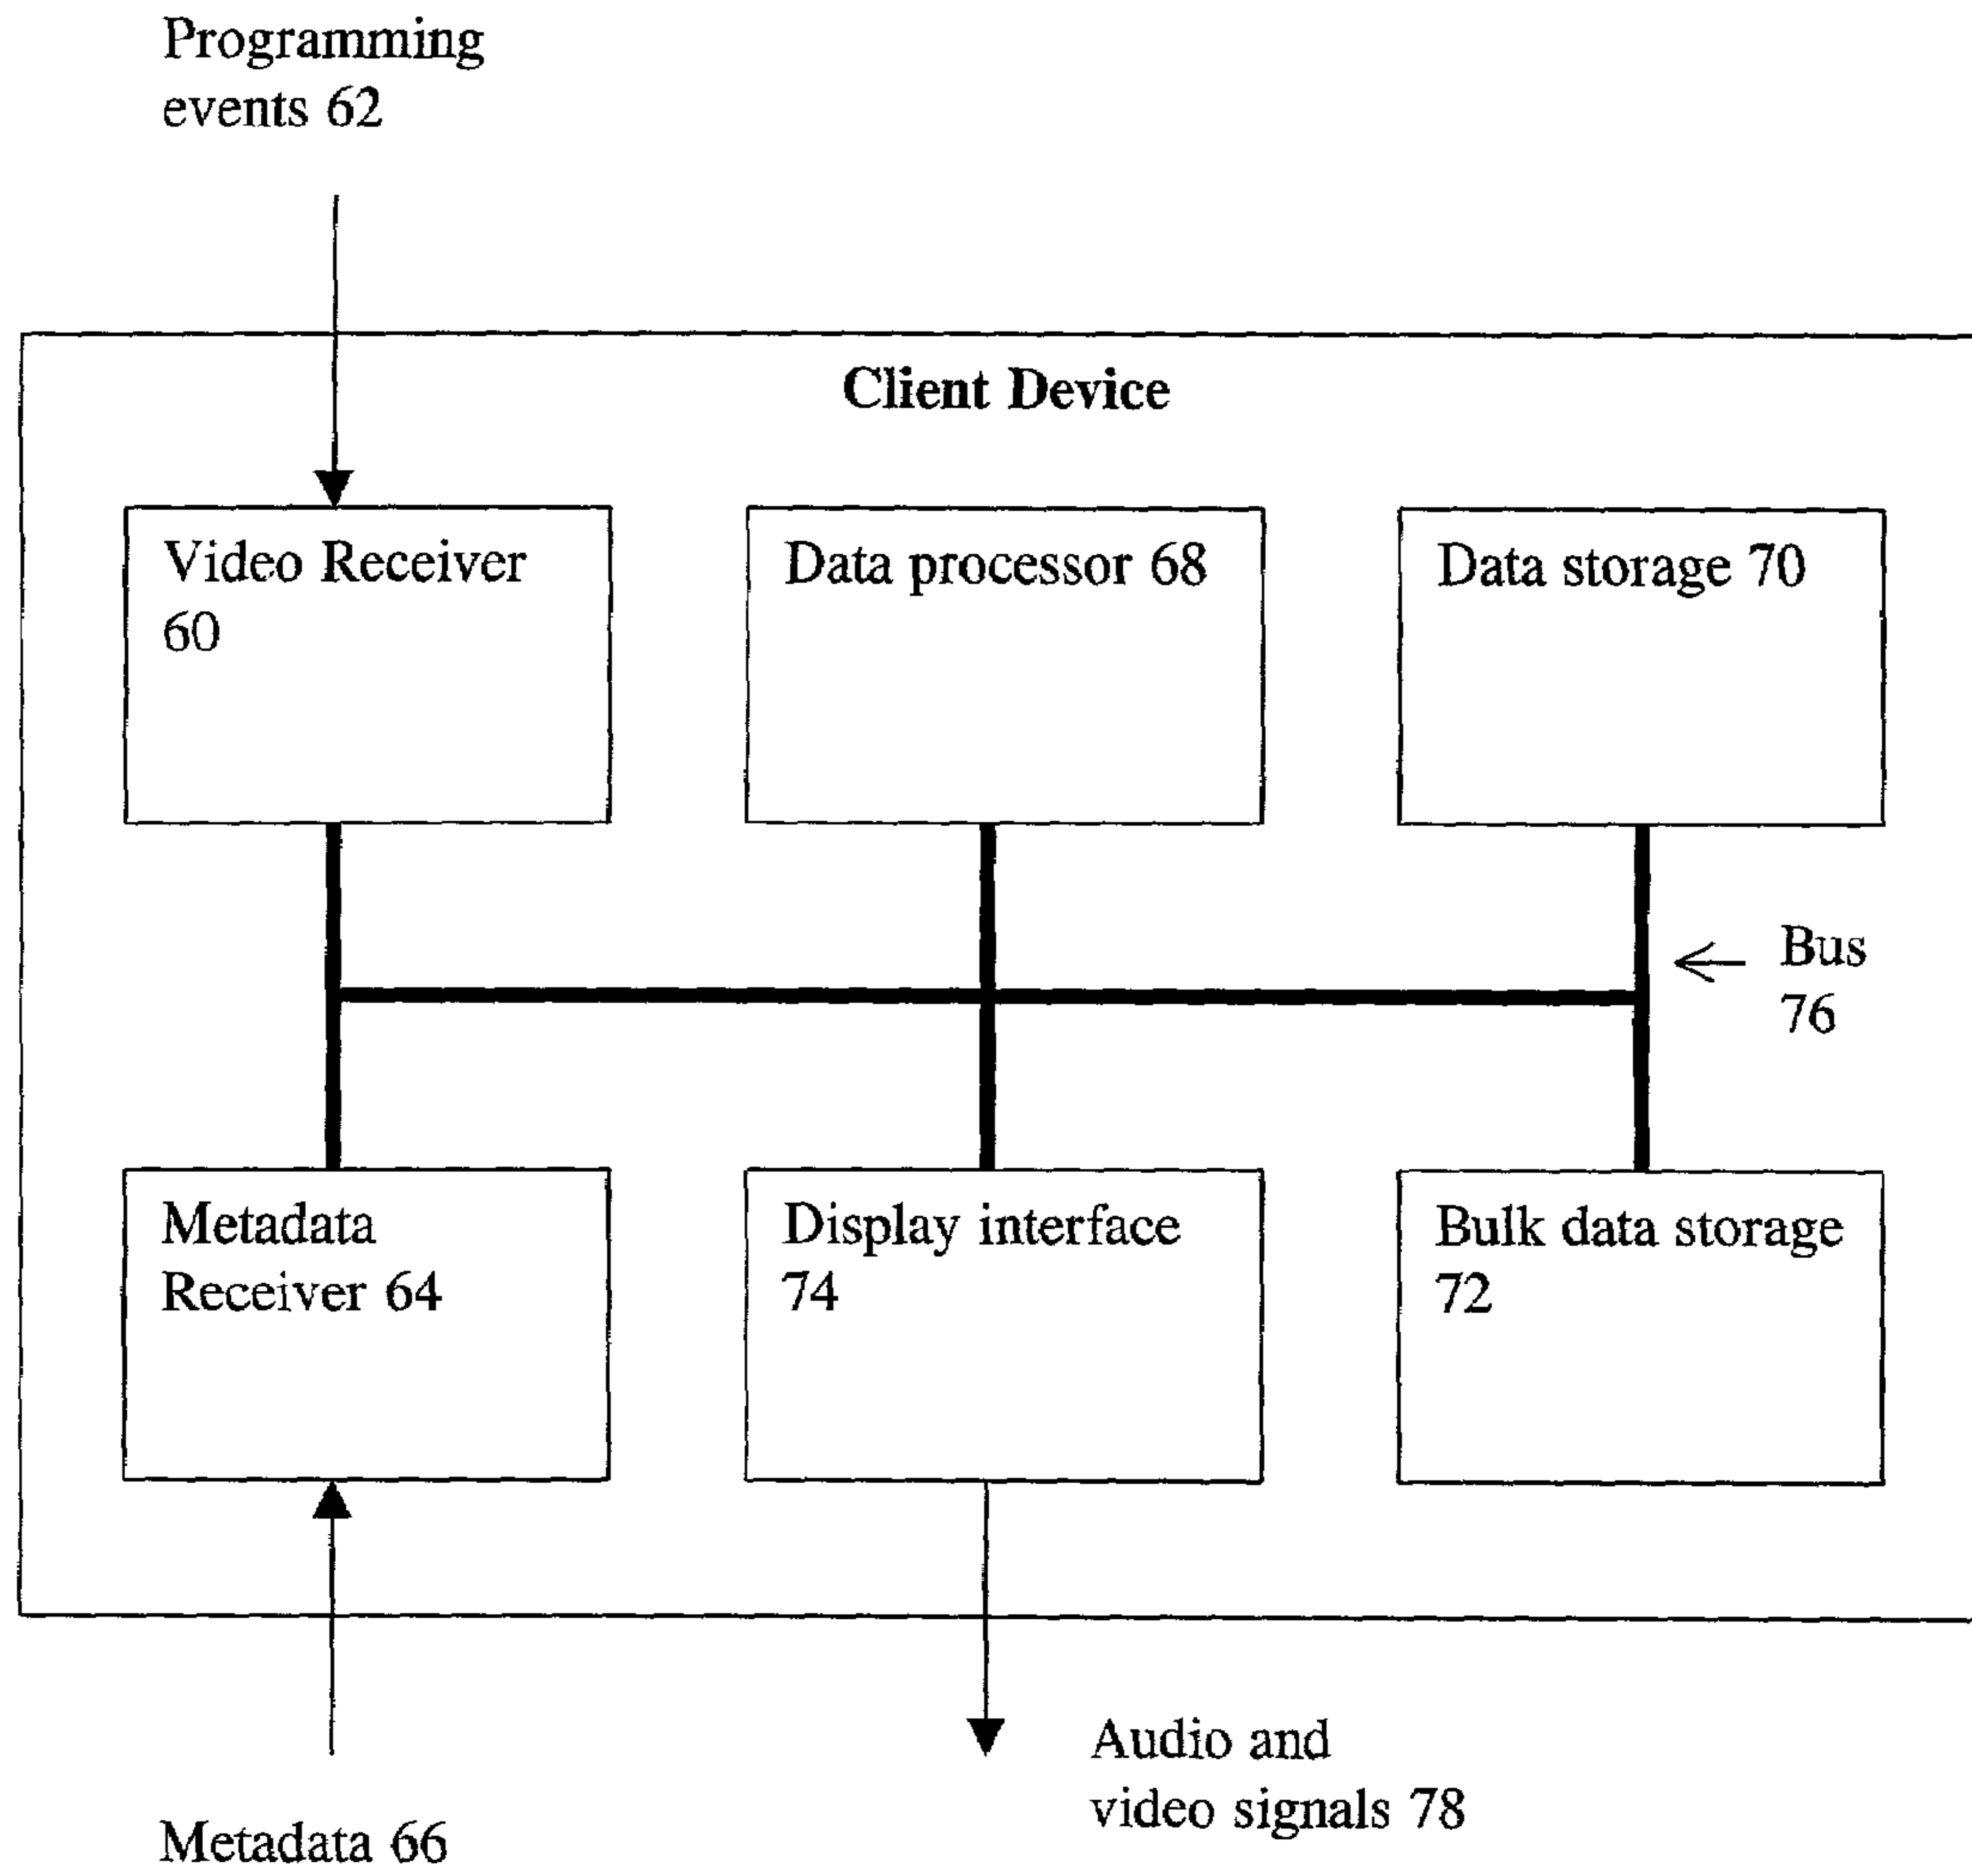 Programming
events 62
Client Device
Video Receiver
60
Data processor 68
Data storage 70
Bus
76
Metadata
Receiver 64
Display interface
74
Bulk data storage
72
Audio and
video signals 78
Metadata 66